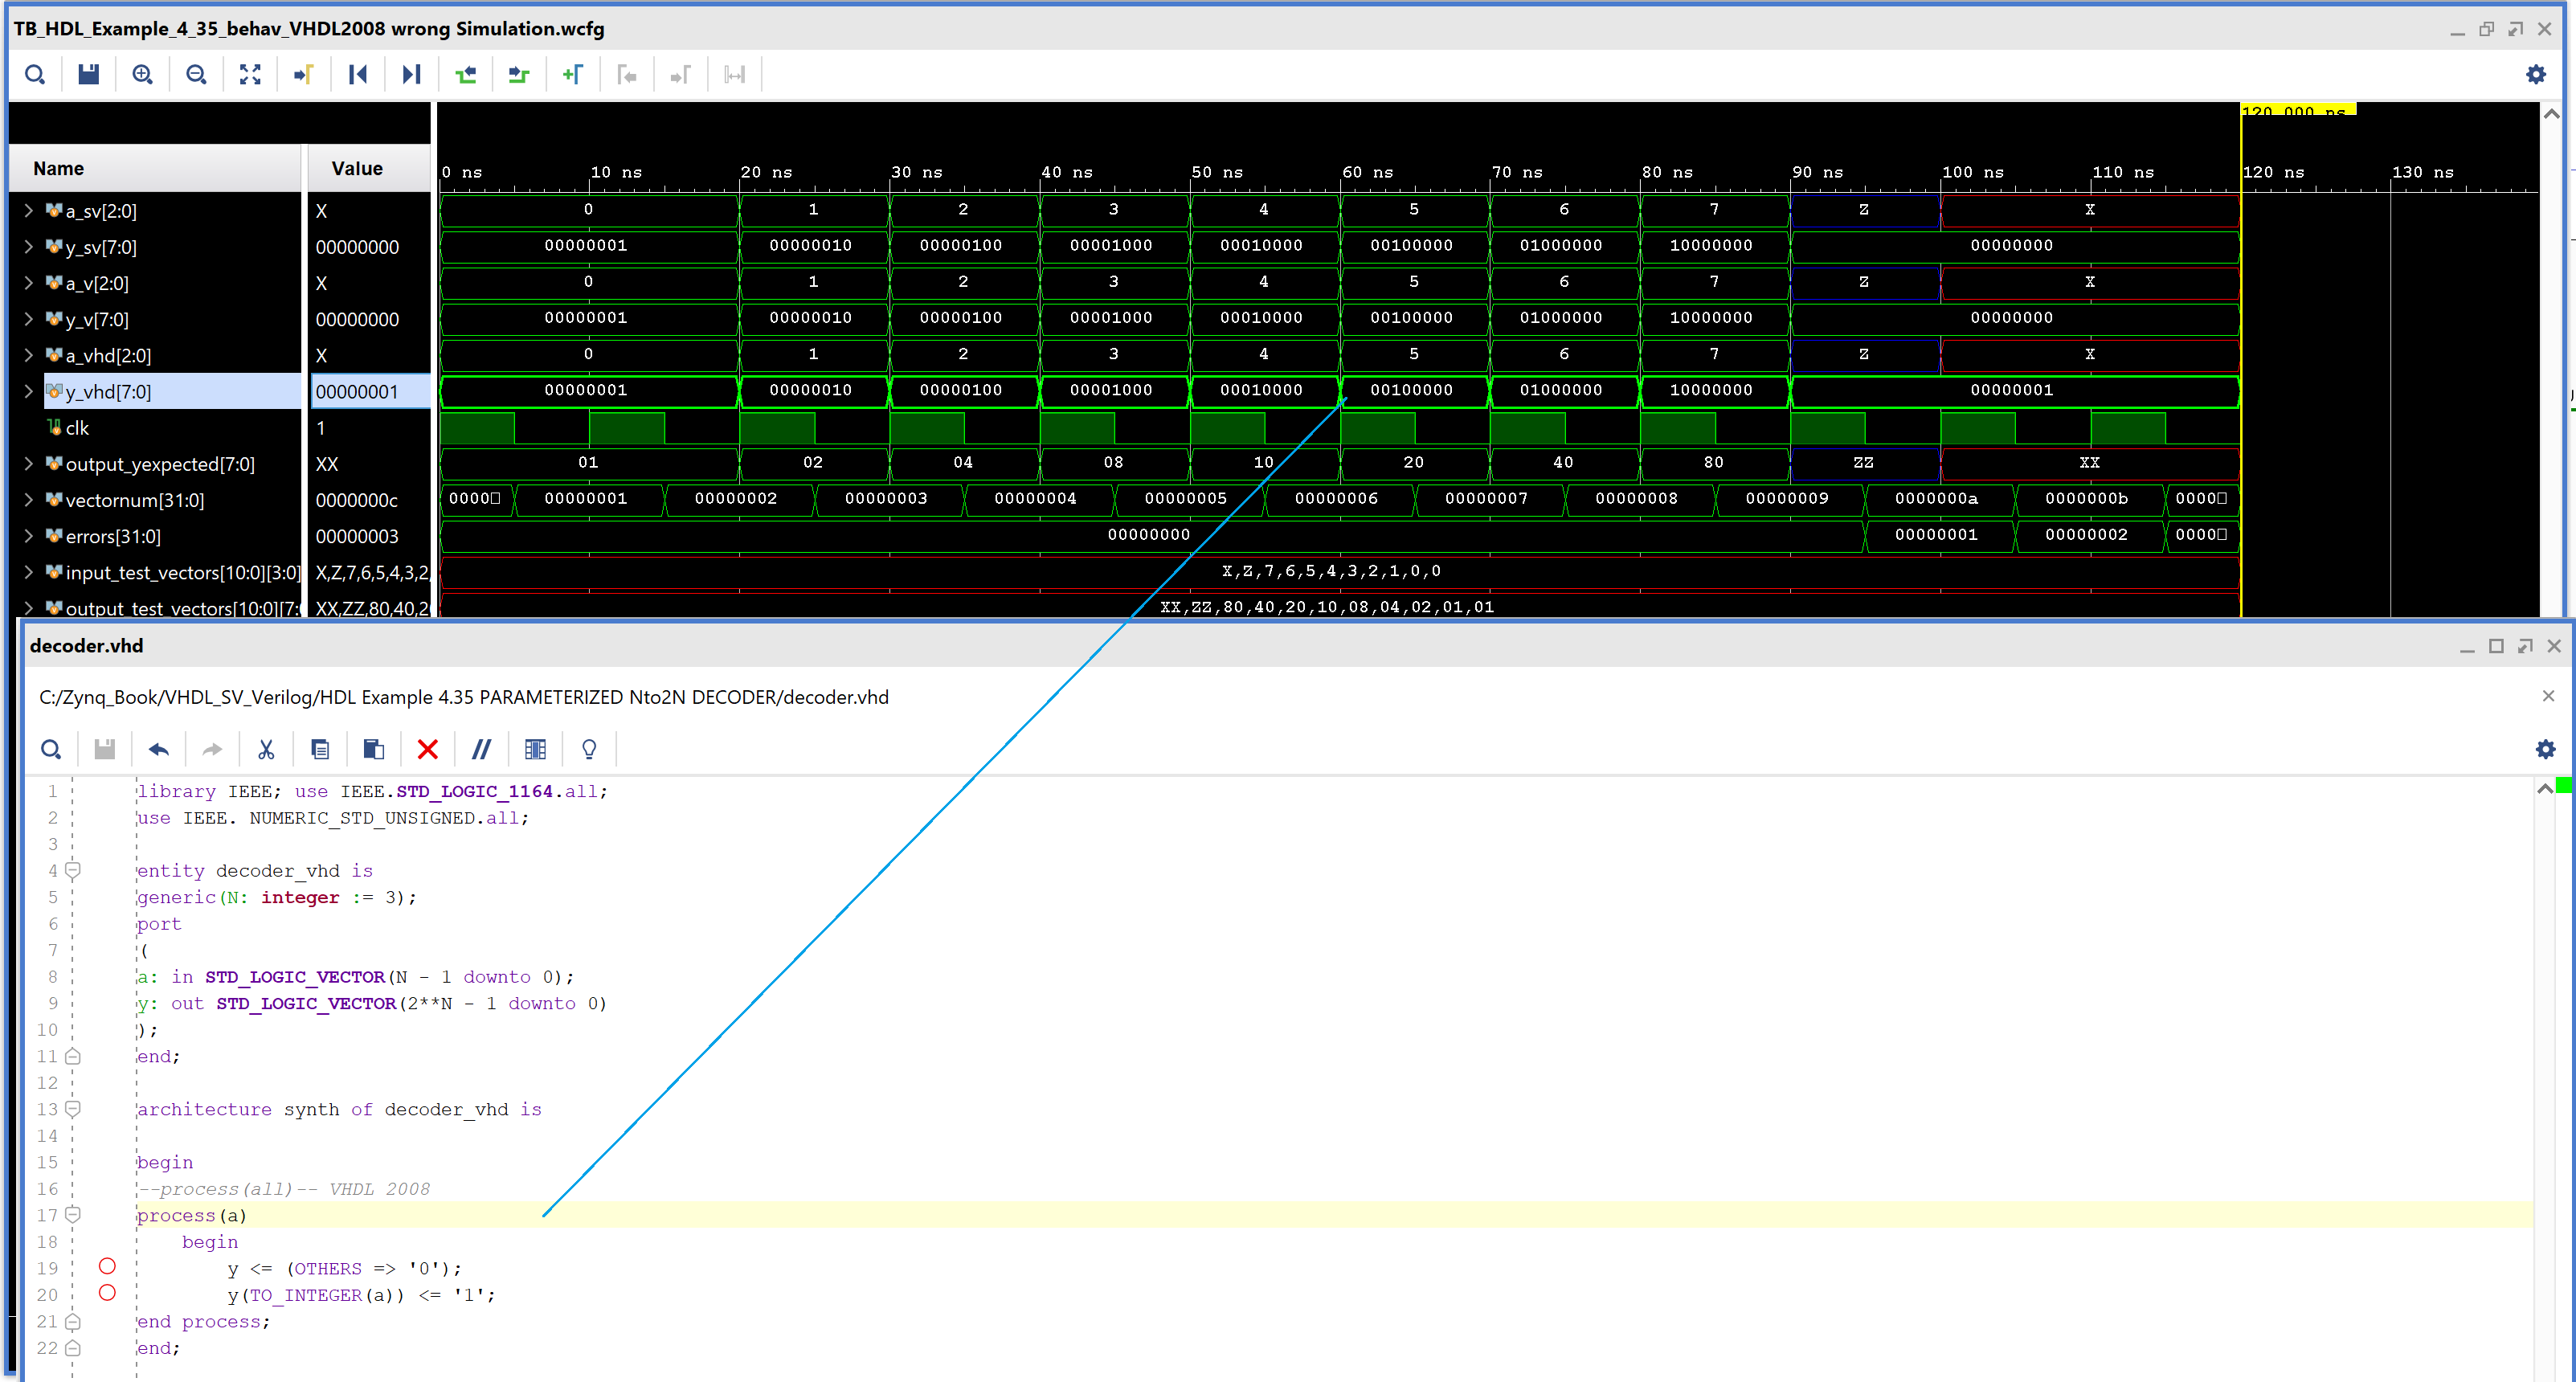 TB_HDL_Example_4_35_behav_VHDL2008 wrong Simulation.wcfg
120.000 ns
Name Value 0 ns 10 ns 20 ns 30 ns 40 ns 50 ns 60 ns 70 ns 80 ns 90 ns 100 ns 110 ns 120 ns 130 ns
a_sv[2:0] X 0 1 2 3 4 5 6 7 Z X
y_sv[7:0] 00000000 00000001 00000010 00000100 00001000 00010000 00100000 01000000 10000000 00000000
a_v[2:0] X 0 1 2 3 4 5 6 7 Z X
y_v[7:0] 00000000 00000001 00000010 00000100 00001000 00010000 00100000 01000000 10000000 00000000
a_vhd[2:0] X 0 1 2 3 4 5 6 7 Z X
y_vhd[7:0] 00000001 00000001 00000010 00000100 00001000 00010000 00100000 01000000 10000000 00000001
clk 1
output_yexpected[7:0] XX 01 02 04 08 10 20 40 80 ZZ XX
vectornum[31:0] 0000000c 0000 00000001 00000002 00000003 00000004 00000005 00000006 00000007 00000008 00000009 0000000a 0000000b 0000
errors[31:0] 00000003 00000000 00000001 00000002 0000
input_test_vectors[10:0][3:0] X,Z,7,6,5,4,3,2, X,Z,7,6,5,4,3,2,1,0,0
output_test_vectors[10:0][7: XX,ZZ,80,40,20 XX,ZZ,80,40,20,10,08,04,02,01,01
decoder.vhd
C:/Zynq_Book/VHDL_SV_Verilog/HDL Example 4.35 PARAMETERIZED Nto2N DECODER/decoder.vhd
1 library IEEE; use IEEE.STD_LOGIC_1164.all;
2 use IEEE. NUMERIC_STD_UNSIGNED.all;
3
4 entity decoder_vhd is
5 generic(N: integer := 3);
6 port
7 (
8 a: in STD_LOGIC_VECTOR(N - 1 downto 0);
9 y: out STD_LOGIC_VECTOR(2**N - 1 downto 0)
10 );
11 end;
12
13 architecture synth of decoder_vhd is
14
15 begin
16 --process(all)-- VHDL 2008
17 process(a)
18 begin
19 y <= (OTHERS => '0');
20 y(TO_INTEGER(a)) <= '1';
21 end process;
22 end;